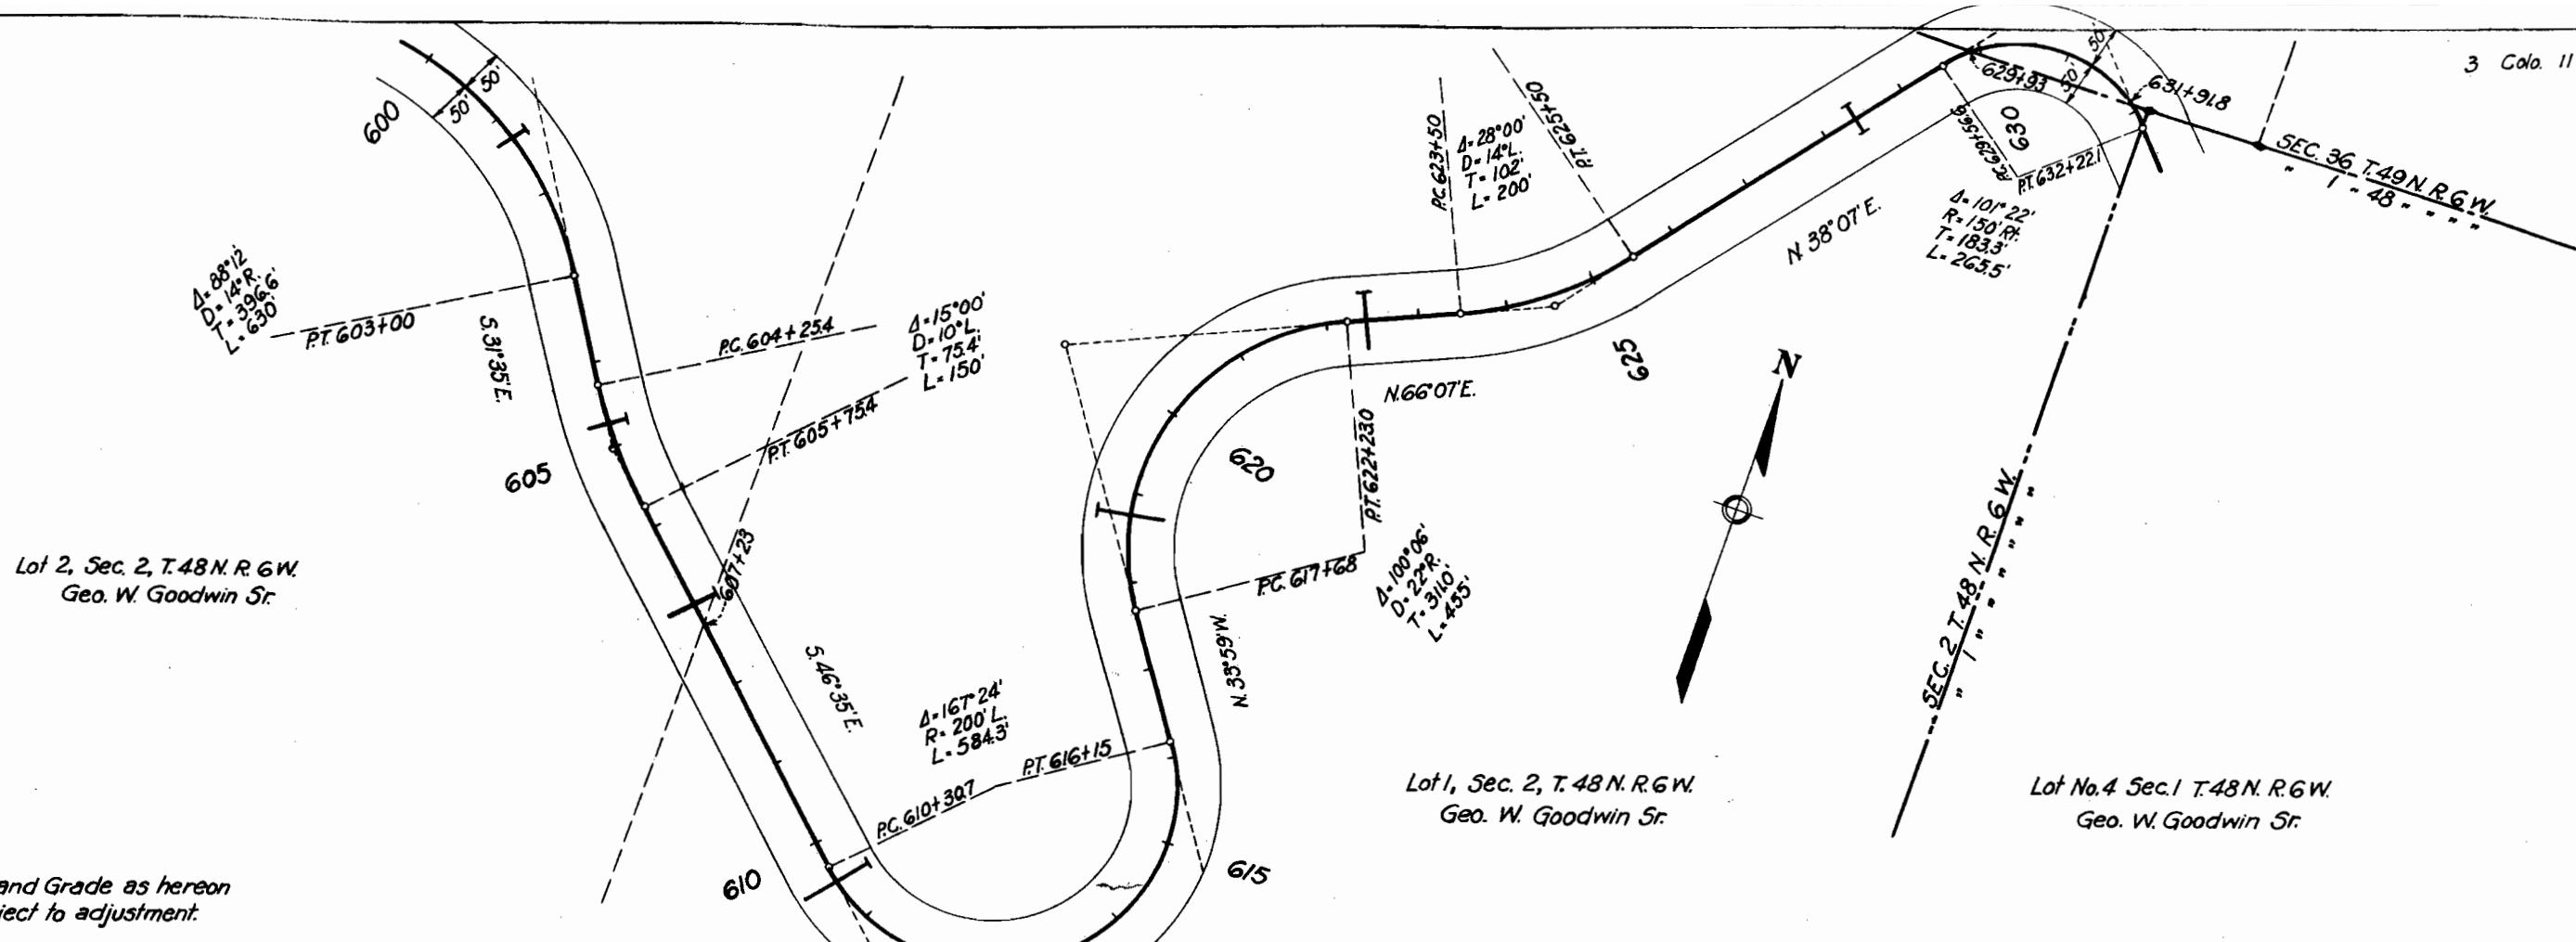 3 Colo. 11
600
50'
50'
Δ=88°12'
D=14°R.
T=396.6'
L=630'
P.T. 603+00
S.31°35'E.
P.C. 604+25.4
Δ=15°00'
D=10°L.
T=75.4'
L=150'
P.T. 605+75.4
605
607+23
Lot 2, Sec. 2, T. 48 N. R. 6 W.
Geo. W. Goodwin Sr.
S.46°35'E.
Δ=167°24'
R=200' L.
L=584.3'
P.C. 610+30.7
P.T. 616+15
610
615
and Grade as hereon
ject to adjustment.
N.33°59'W.
P.C. 617+68
Δ=100°06'
D=22°R.
T=311.0'
L=455'
620
P.T. 622+23.0
N.66°07'E.
P.C. 623+50
Δ=28°00'
D=14°L.
T=102'
L=200'
P.T. 625+50
625
N. 38°07'E.
N
629+93
50'
50'
631+91.8
P.C. 629+56.6
630
P.T. 632+22.1
Δ=101°22'
R=150' Rt.
T=183.3'
L=265.5'
SEC. 36 T. 49 N. R. 6 W.
" 1 " 48 " " "
SEC. 2 T. 48 N. R. 6 W.
" 1 " " " " "
Lot 1, Sec. 2, T. 48 N. R. 6 W.
Geo. W. Goodwin Sr.
Lot No. 4 Sec. 1 T. 48 N. R. 6 W.
Geo. W. Goodwin Sr.